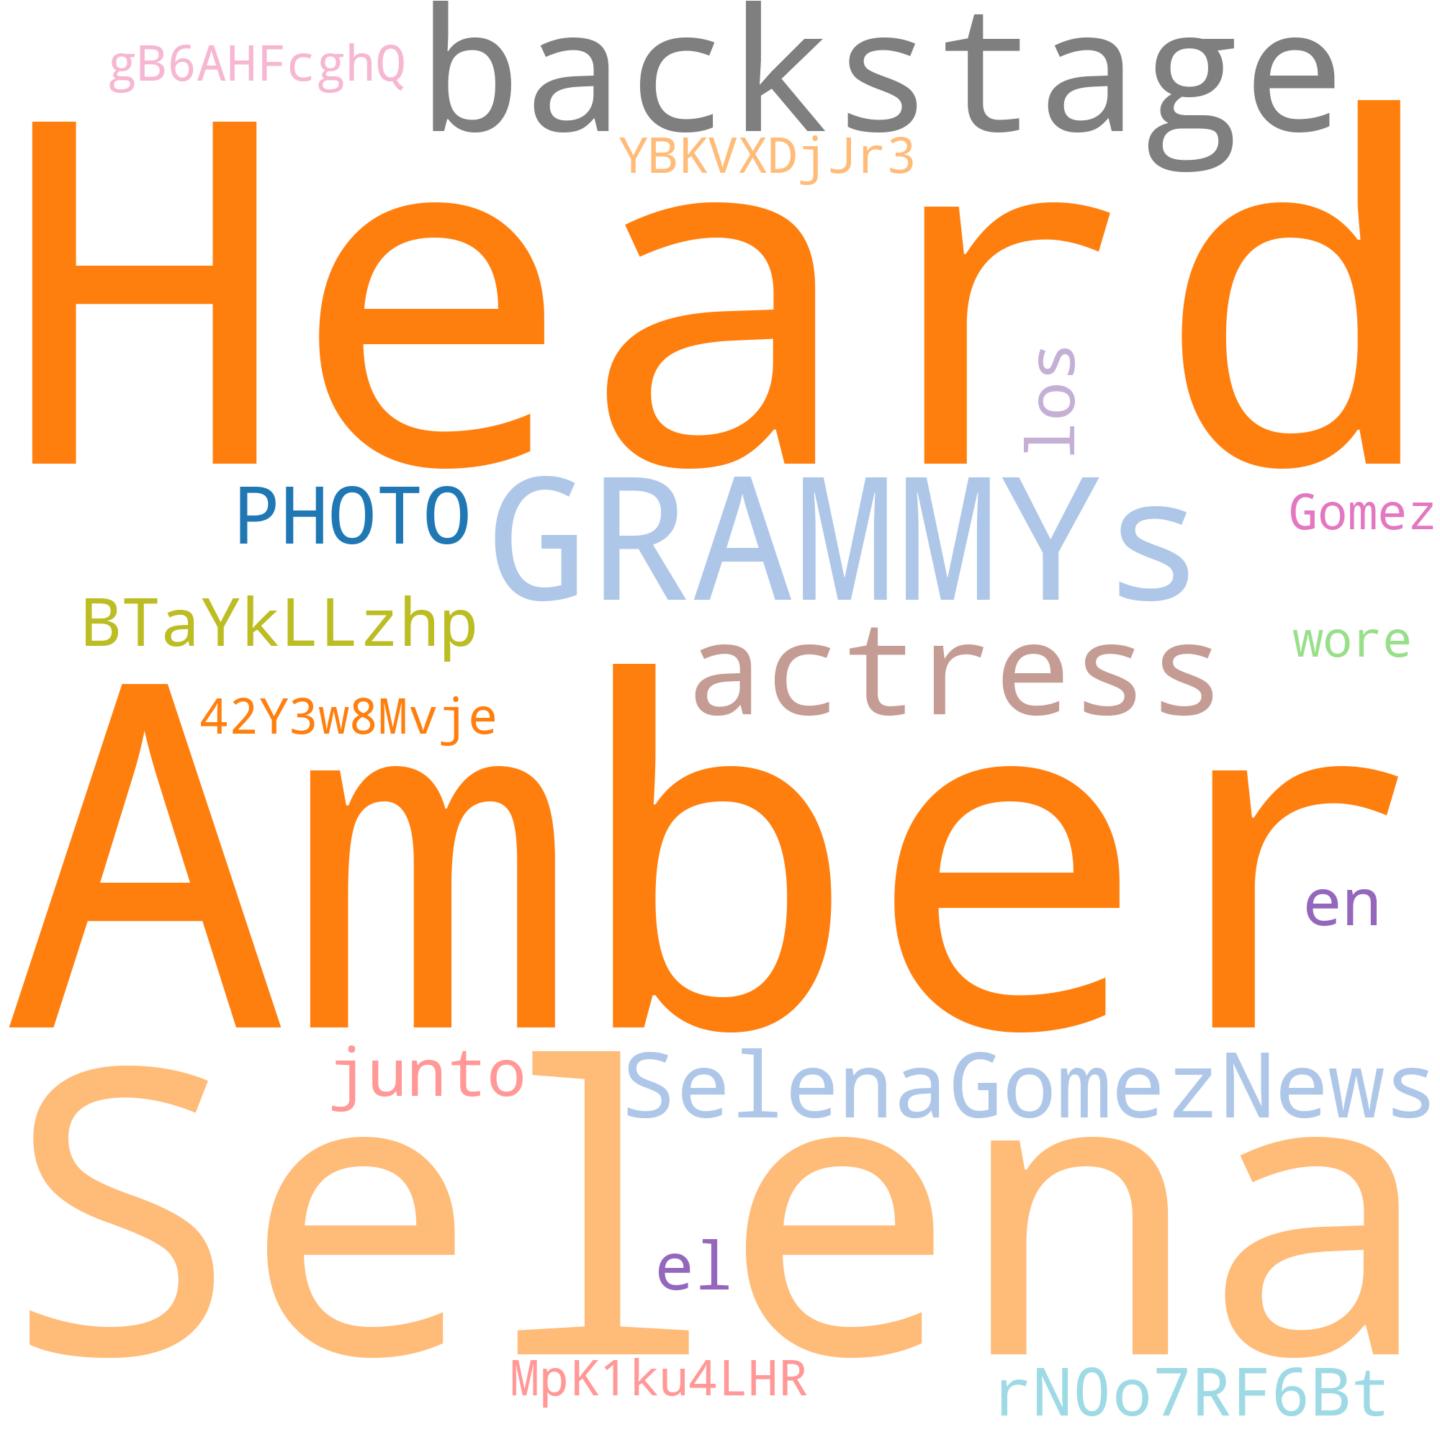 backstage
gB6AHFcghQ
YBKVXDjJr3
Heard
los
PHOTO
GRAMMYs
Gomez
BTaYkLLzhp
wore
actress
42Y3w8Mvje
Amber
en
junto
SelenaGomezNews
Selena
el
MpK1ku4LHR
rN0o7RF6Bt